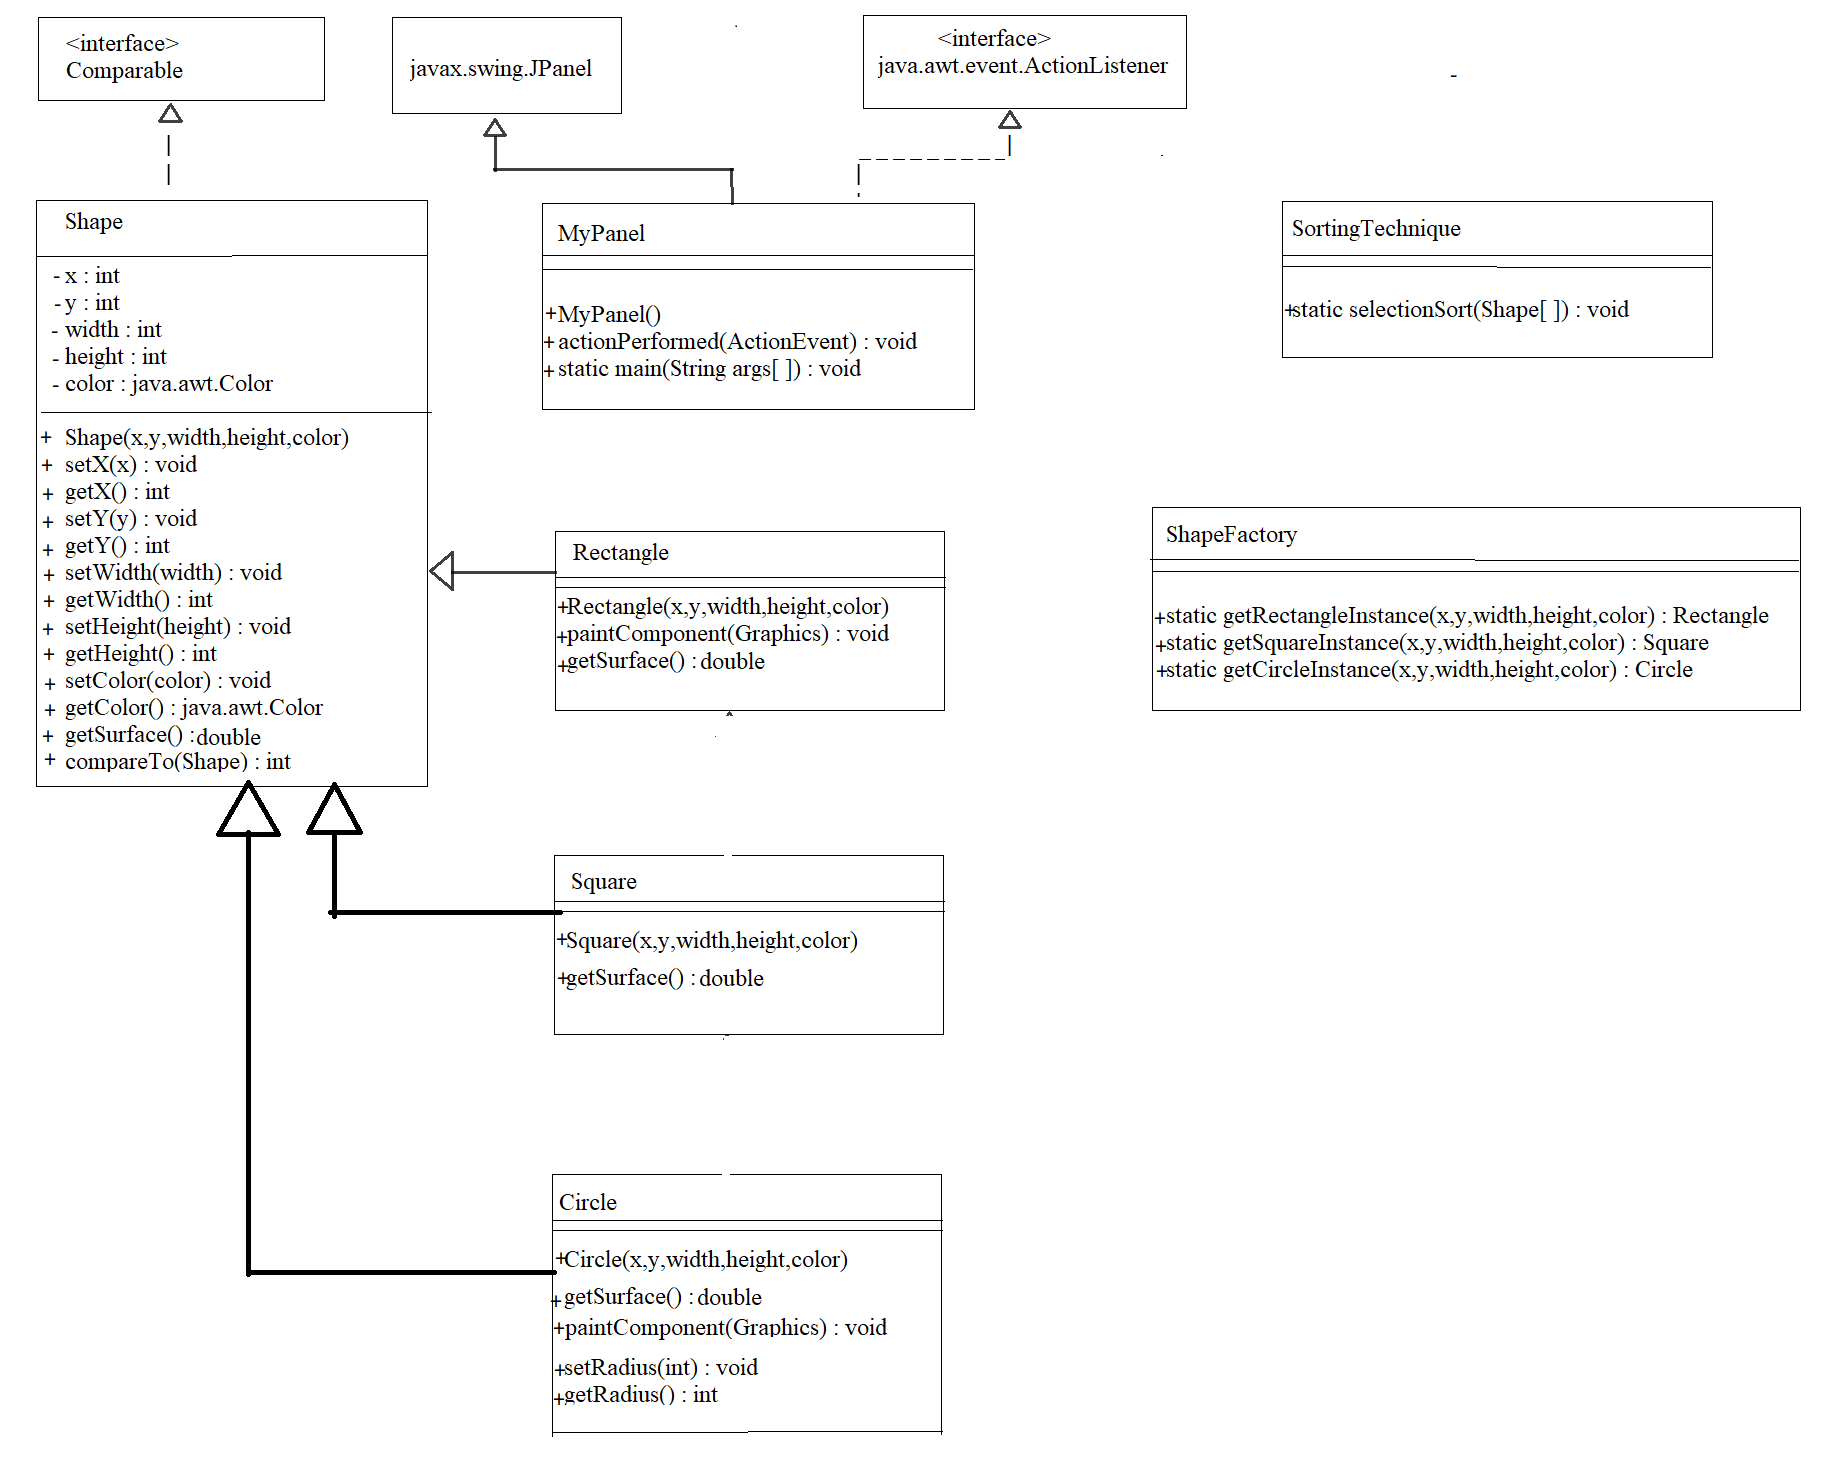 <interface>
Comparable
javax.swing.JPanel
<interface>
java.awt.event.ActionListener
Shape
- x : int
- y : int
- width : int
- height : int
- color : java.awt.Color
+ Shape(x,y,width,height,color)
+ setX(x) : void
+ getX() : int
+ setY(y) : void
+ getY() : int
+ setWidth(width) : void
+ getWidth() : int
+ setHeight(height) : void
+ getHeight() : int
+ setColor(color) : void
+ getColor() : java.awt.Color
+ getSurface() : double
+ compareTo(Shape) : int
MyPanel
+MyPanel()
+actionPerformed(ActionEvent) : void
+static main(String args[ ]) : void
SortingTechnique
+static selectionSort(Shape[ ]) : void
Rectangle
+Rectangle(x,y,width,height,color)
+paintComponent(Graphics) : void
+getSurface() : double
ShapeFactory
+static getRectangleInstance(x,y,width,height,color) : Rectangle
+static getSquareInstance(x,y,width,height,color) : Square
+static getCircleInstance(x,y,width,height,color) : Circle
Square
+Square(x,y,width,height,color)
+getSurface() : double
Circle
+Circle(x,y,width,height,color)
+getSurface() : double
+paintComponent(Graphics) : void
+setRadius(int) : void
+getRadius() : int